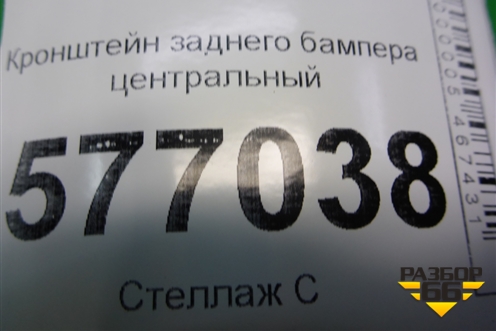 Кронштейн заднего бампера
центральный
577038
Стеллаж С
РАЗБОР
66